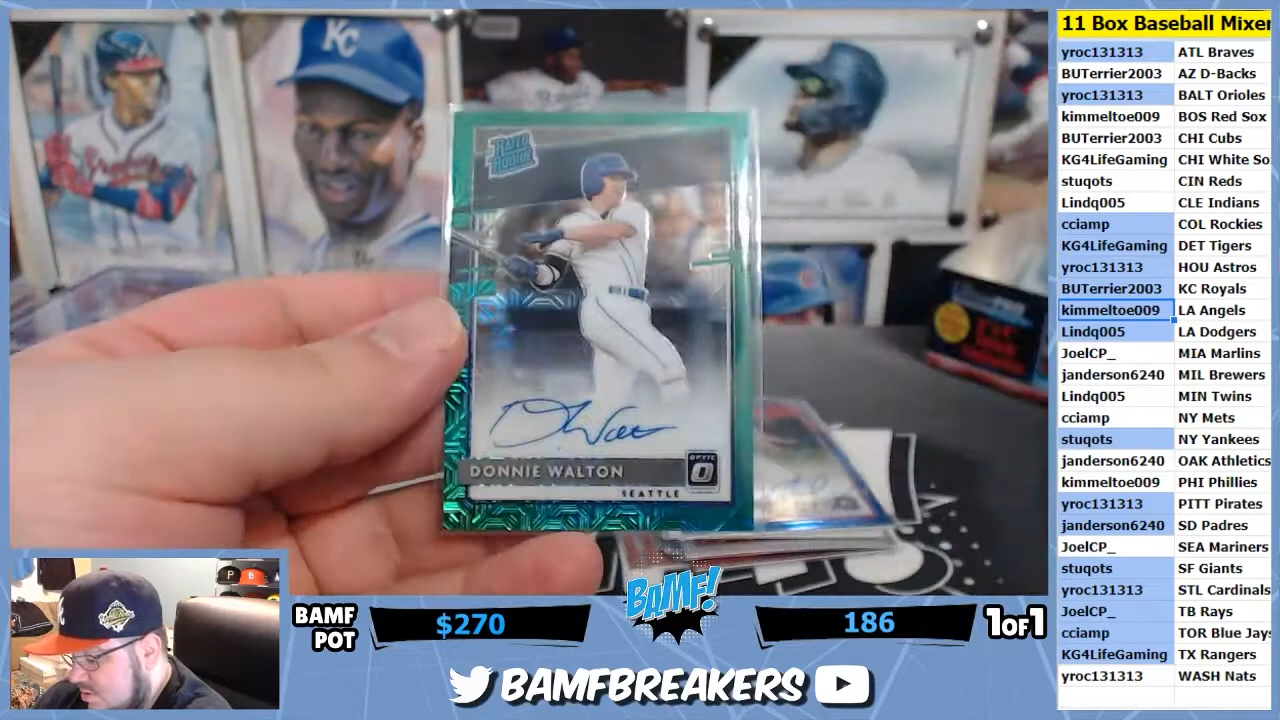 11 Box Baseball Mixer
yroc131313 ATL Braves
BUTerrier2003 AZ D-Backs
yroc131313 BALT Orioles
kimmeltoe009 BOS Red Sox
BUTerrier2003 CHI Cubs
KG4LifeGaming CHI White So
stuqots CIN Reds
Lindq005 CLE Indians
cciamp COL Rockies
KG4LifeGaming DET Tigers
yroc131313 HOU Astros
BUTerrier2003 KC Royals
kimmeltoe009 LA Angels
Lindq005 LA Dodgers
JoelCP_ MIA Marlins
janderson6240 MIL Brewers
Lindq005 MIN Twins
cciamp NY Mets
stuqots NY Yankees
janderson6240 OAK Athletics
kimmeltoe009 PHI Phillies
yroc131313 PITT Pirates
janderson6240 SD Padres
JoelCP_ SEA Mariners
stuqots SF Giants
yroc131313 STL Cardinals
JoelCP_ TB Rays
cciamp TOR Blue Jays
KG4LifeGaming TX Rangers
yroc131313 WASH Nats
KC
RATED
ROOKIE
DONNIE WALTON
OPTIC
SEATTLE
BAMF!
BAMF
POT
$270
186
1OF1
BAMFBREAKERS